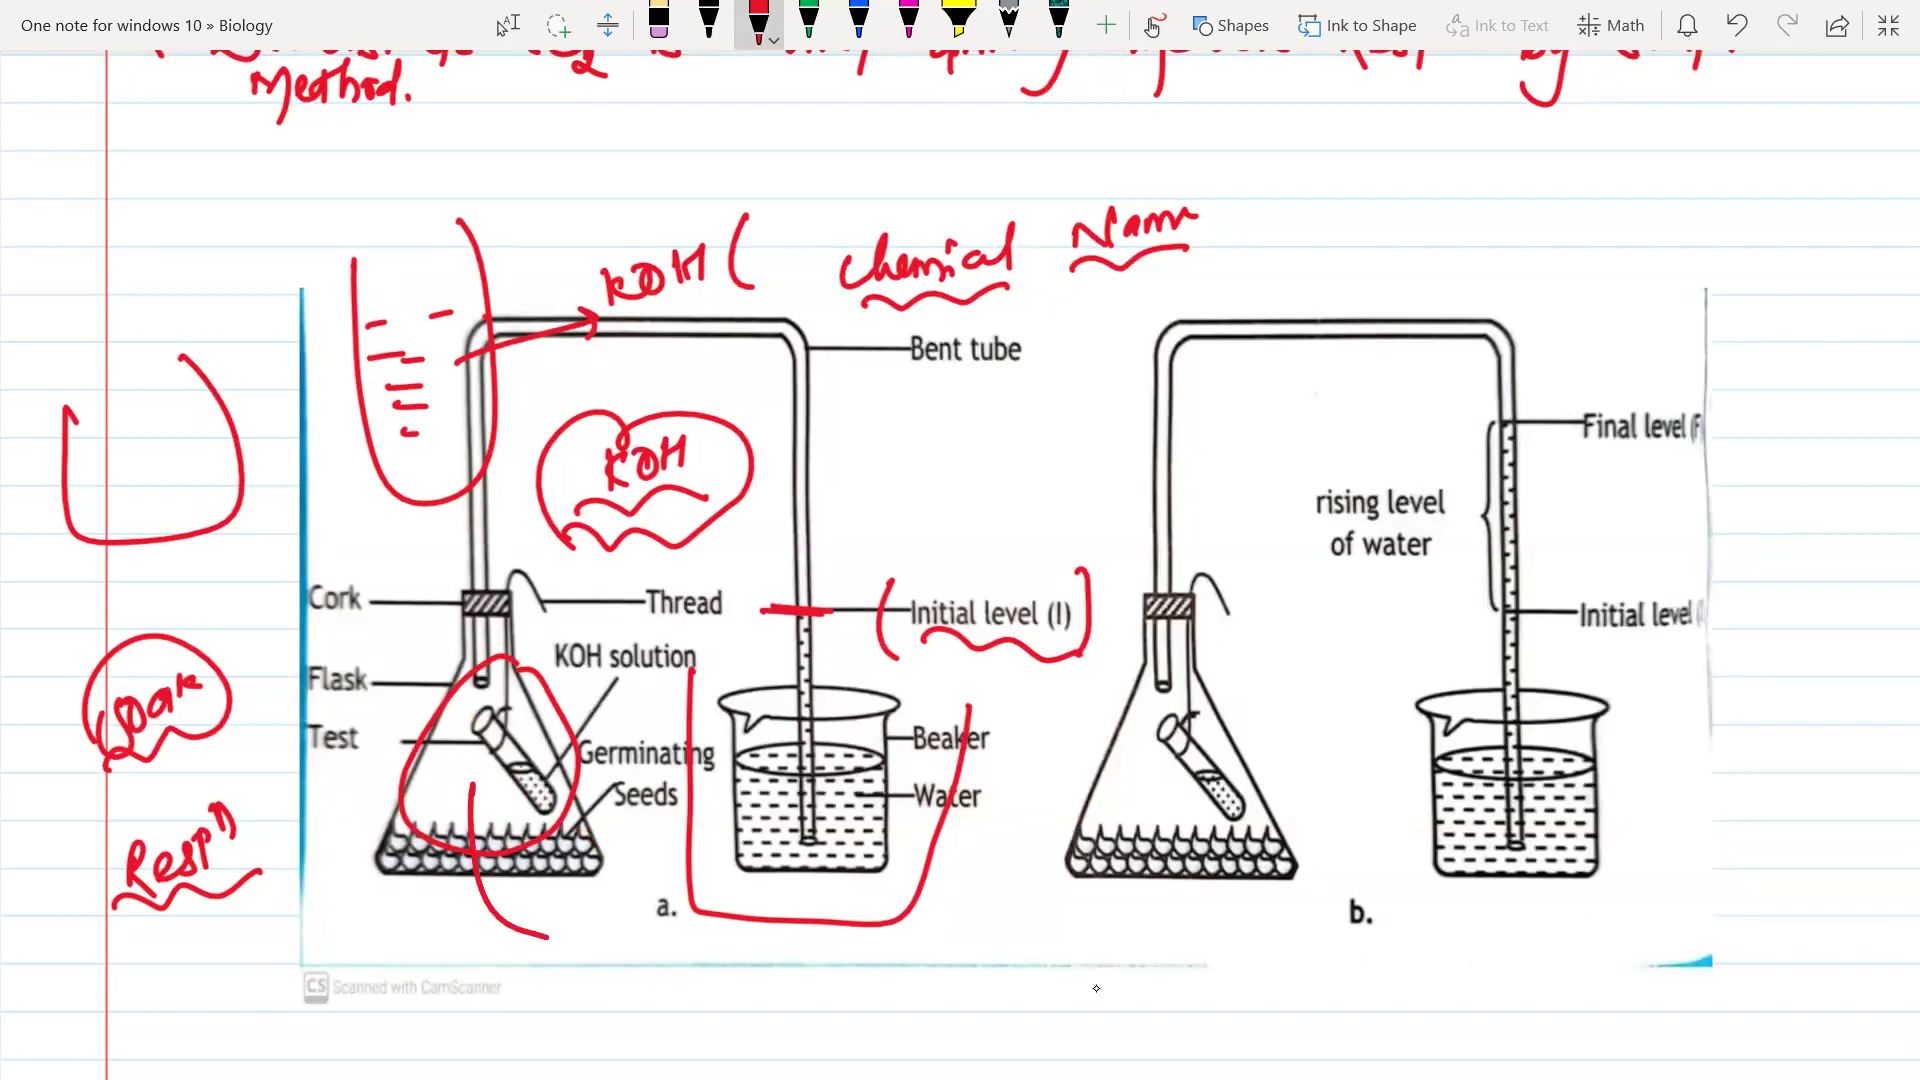 One note for windows 10 » Biology
Shapes
Ink to Shape
Ink to Text
Math
Method.
KOH ( Chemical Name
Bent tube
KOH
Final level (F
rising level
of water
Cork
Thread
Initial level (I)
Initial level (
KOH solution
Flask
Dark
Test
Germinating
Seeds
Beaker
Water
Respn
a.
b.
CS Scanned with CamScanner